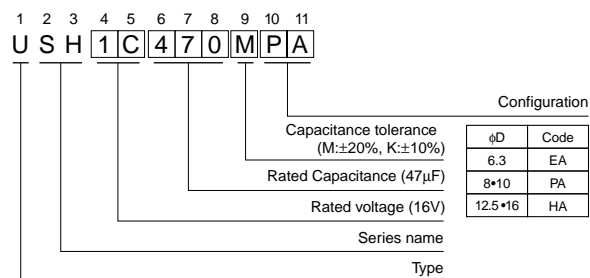 1 2 3 4 5 6 7 8 9 10 11
U S H 1 C 4 7 0 M P A
Configuration
Capacitance tolerance
(M:±20%, K:±10%)
Rated Capacitance (47μF)
Rated voltage (16V)
Series name
Type
ϕD Code
6.3 EA
8•10 PA
12.5•16 HA